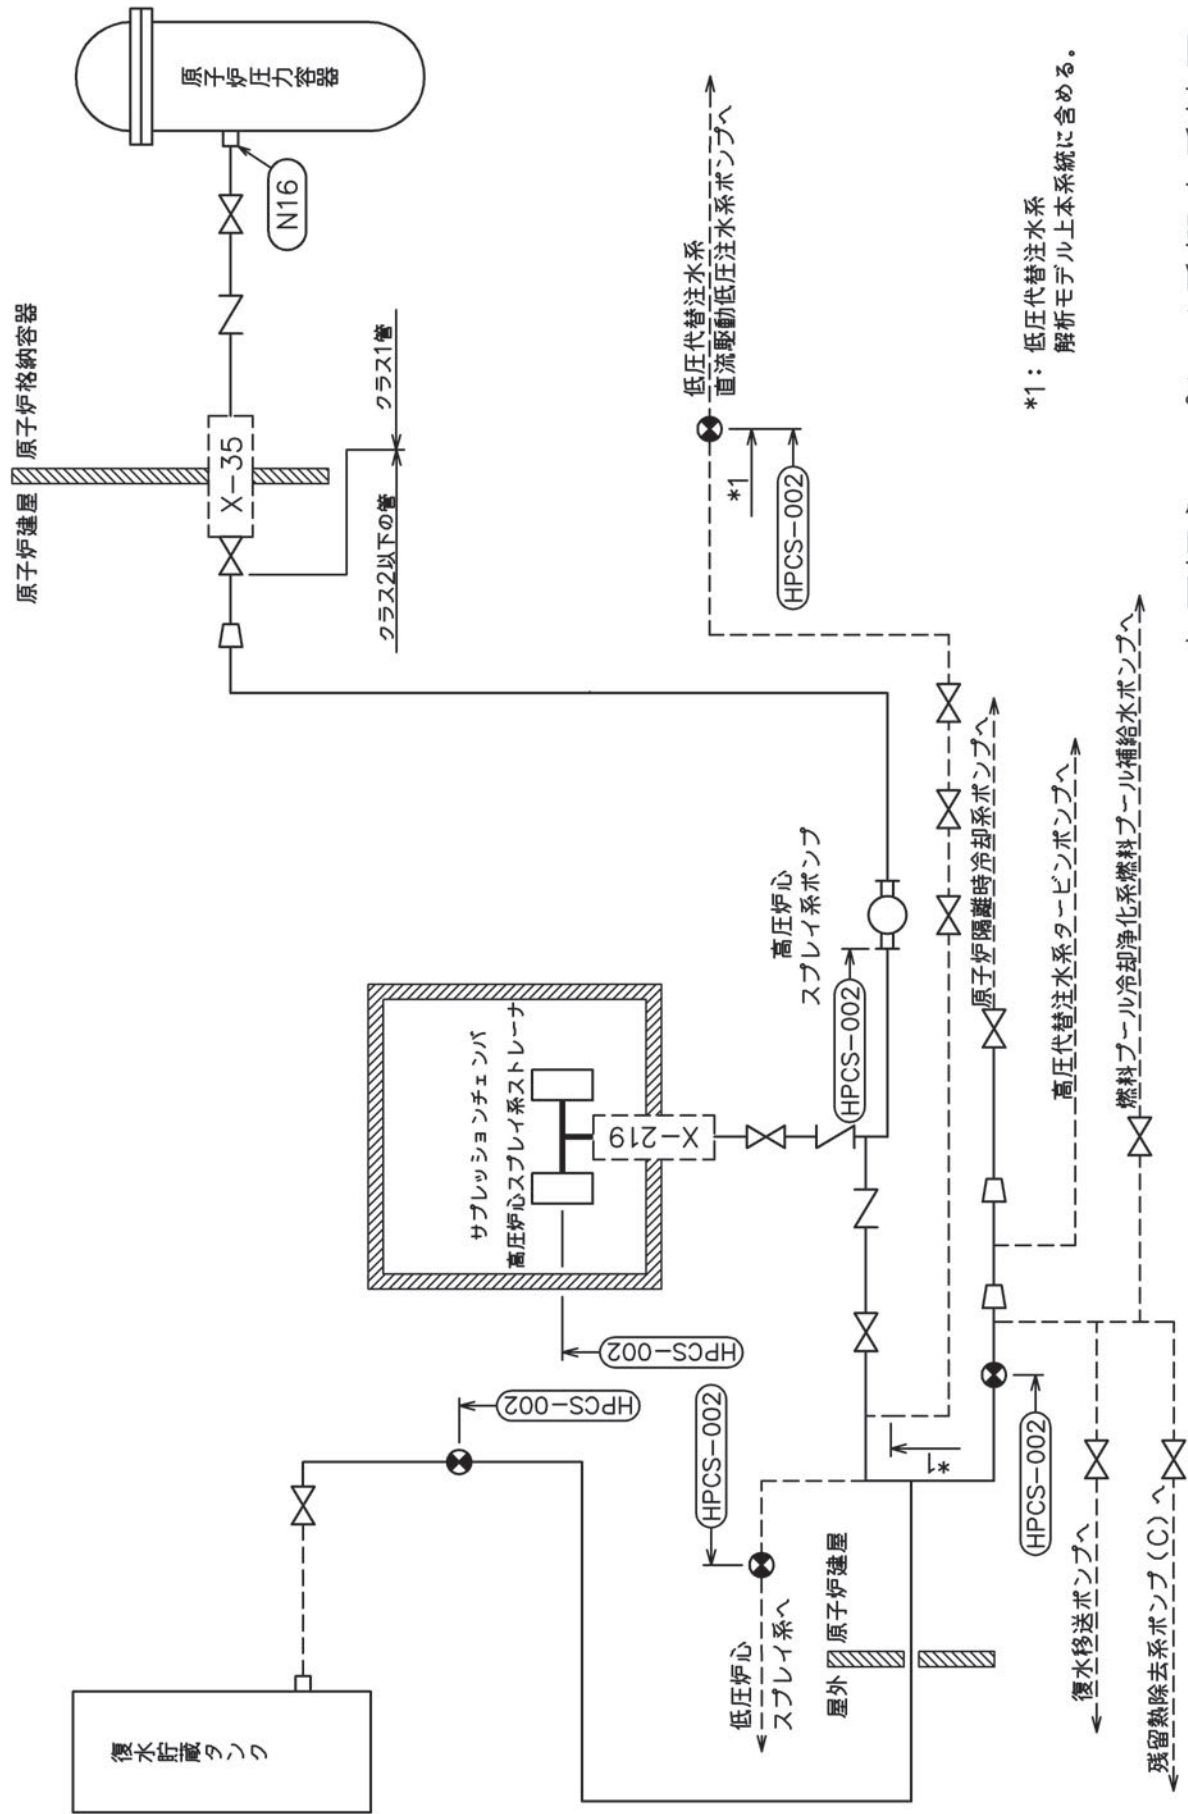 復水貯蔵タンク
原子炉圧力容器
N16
原子炉建屋
原子炉格納容器
X-35
クラス2以下の管
クラス1管
サプレッションチェンバ
高圧炉心スプレイ系ストレーナ
X-219
HPCS-002
HPCS-002
HPCS-002
低圧炉心
スプレイ系へ
屋外
原子炉建屋
*1
HPCS-002
高圧炉心
スプレイ系ポンプ
HPCS-002
低圧代替注水系
直流駆動低圧注水系ポンプへ
*1
HPCS-002
原子炉隔離時冷却系ポンプへ
高圧代替注水系タービンポンプへ
燃料プール冷却浄化系燃料プール補給水ポンプへ
復水移送ポンプへ
残留熱除去系ポンプ(C)へ
*1: 低圧代替注水系
解析モデル上本系統に含める。